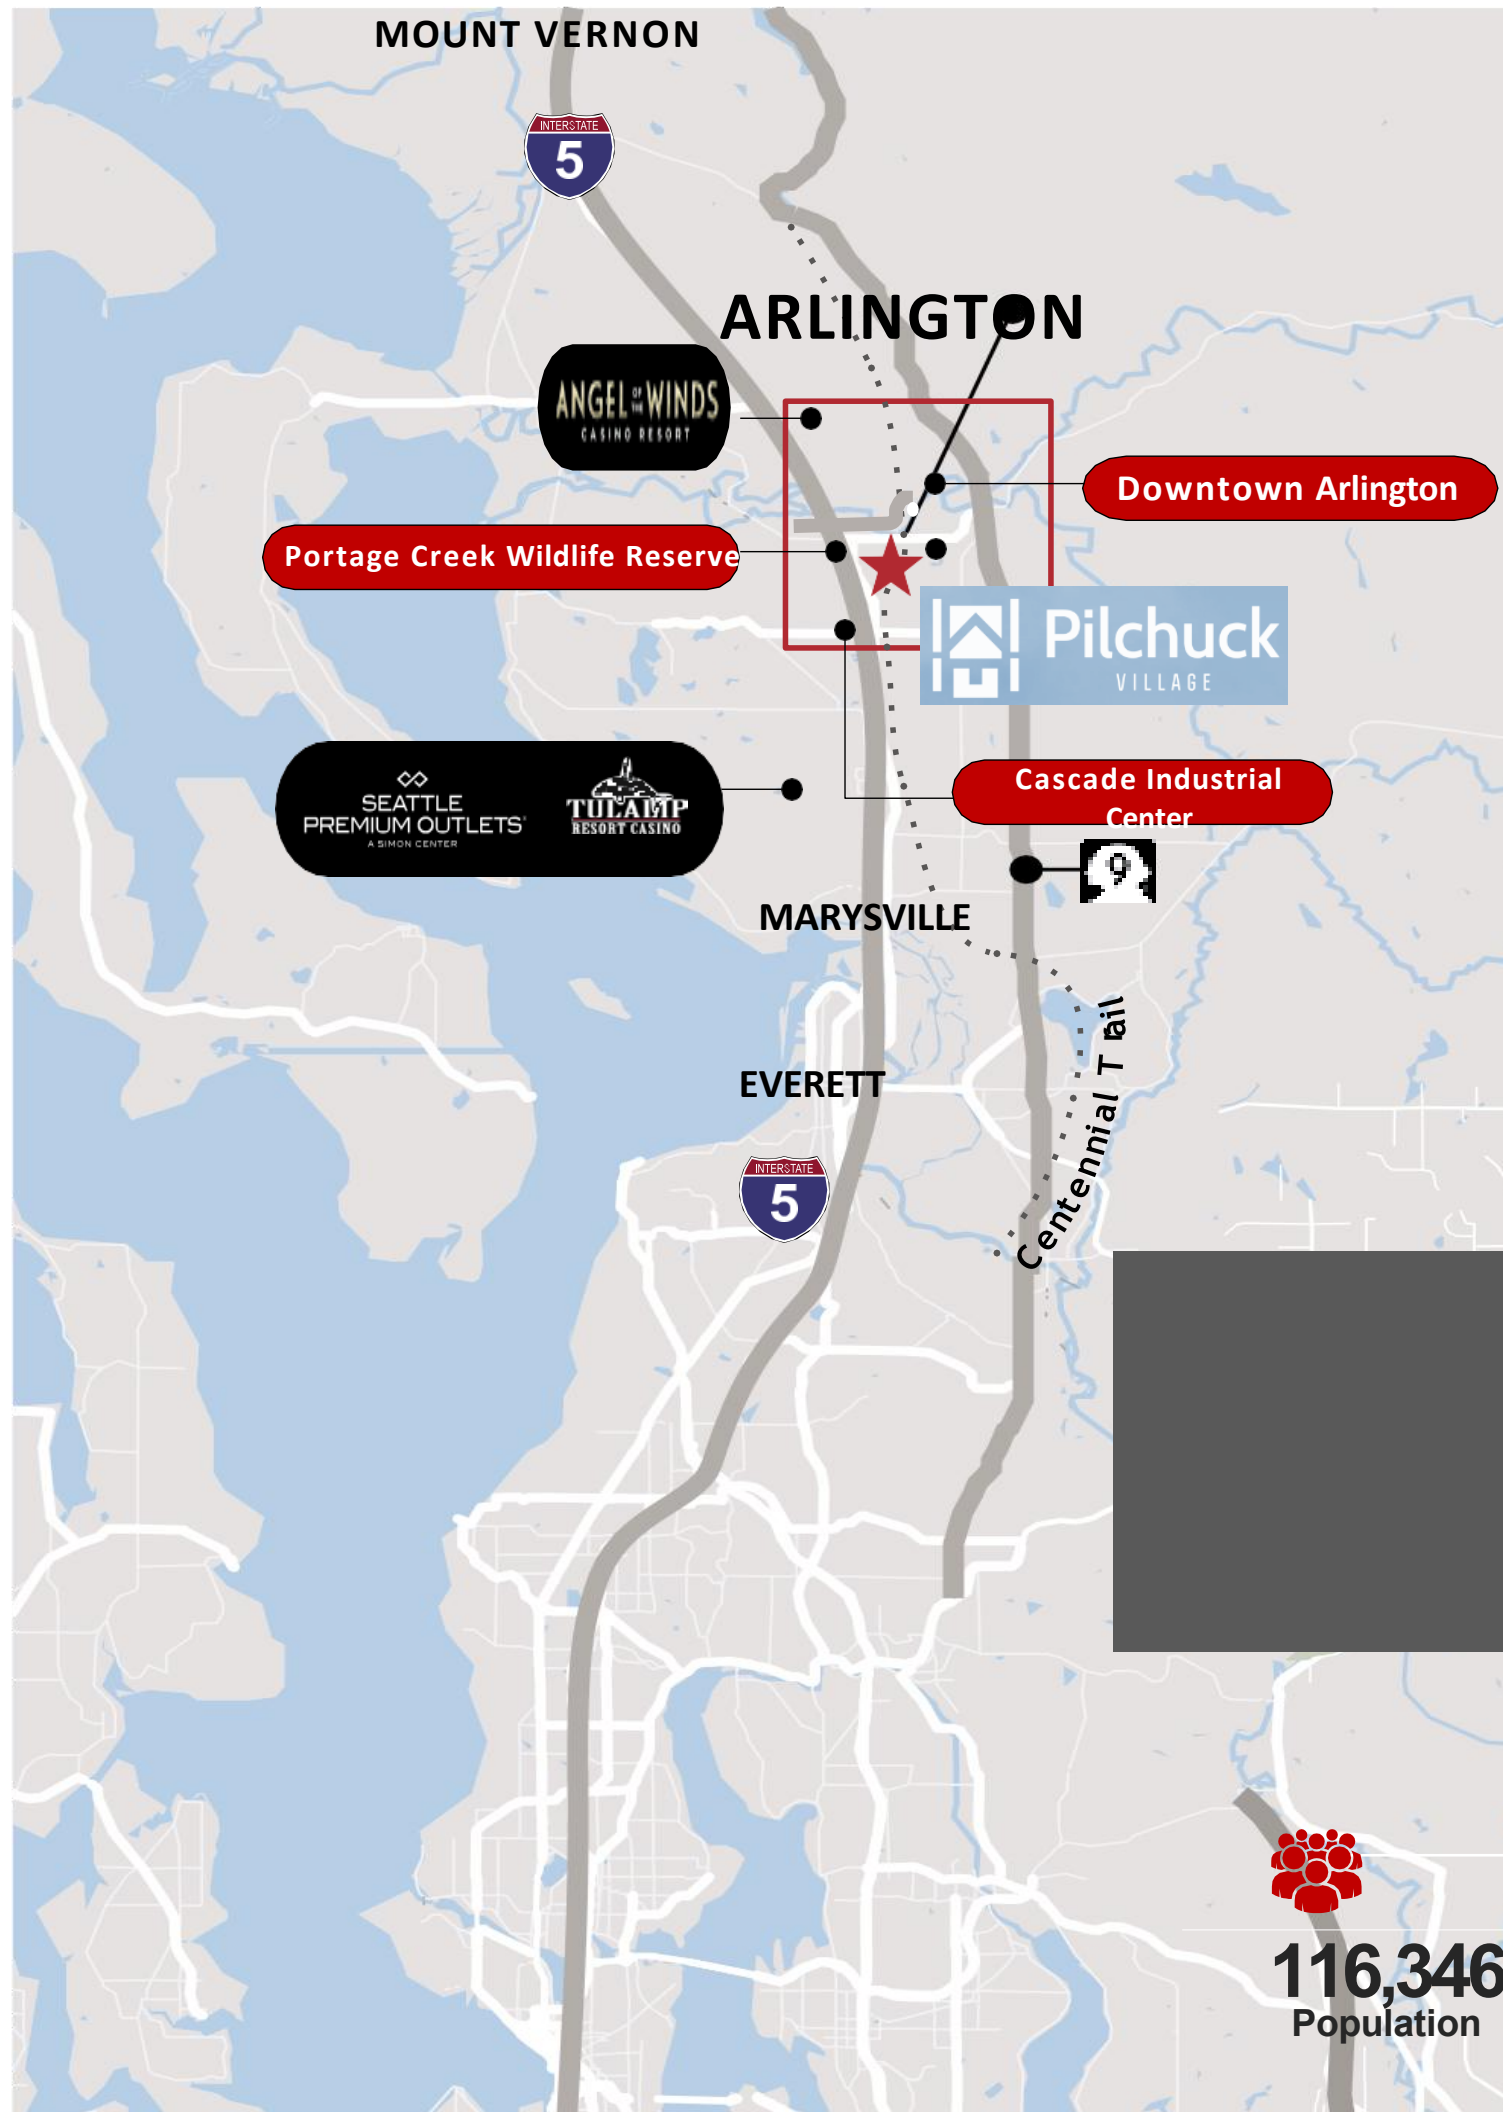 MOUNT VERNON
INTERSTATE
5
ARLINGTON
ANGEL OF THE WINDS
CASINO RESORT
Downtown Arlington
Portage Creek Wildlife Reserve
Pilchuck
VILLAGE
SEATTLE
PREMIUM OUTLETS
A SIMON CENTER
TULALIP
RESORT CASINO
Cascade Industrial
Center
9
MARYSVILLE
Centennial Trail
EVERETT
INTERSTATE
5
116,346
Population